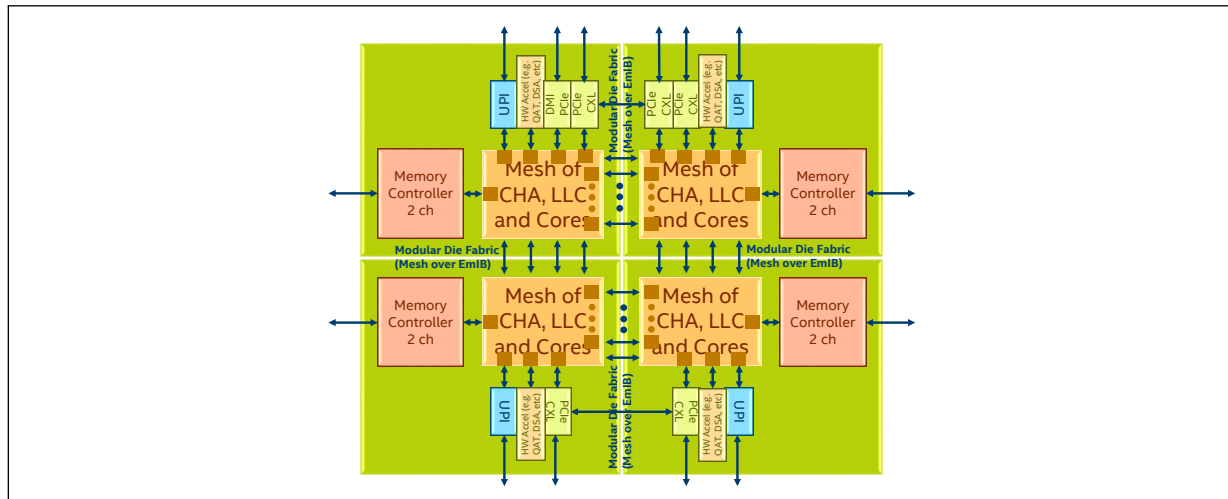 UPI
HW Accel (e.g.
QAT, DSA, etc)
DMI
PCIe
PCIe
CXL
Modular Die Fabric
(Mesh over EmIB)
PCIe
CXL
PCIe
CXL
HW Accel (e.g.
QAT, DSA, etc)
UPI
Memory
Controller
2 ch
Mesh of
CHA, LLC
and Cores
Mesh of
CHA, LLC
and Cores
Memory
Controller
2 ch
Modular Die Fabric
(Mesh over EmIB)
Modular Die Fabric
(Mesh over EmIB)
Memory
Controller
2 ch
Mesh of
CHA, LLC
and Cores
Mesh of
CHA, LLC
and Cores
Memory
Controller
2 ch
UPI
HW Accel (e.g.
QAT, DSA, etc)
PCIe
CXL
Modular Die Fabric
(Mesh over EmIB)
PCIe
CXL
HW Accel (e.g.
QAT, DSA, etc)
UPI